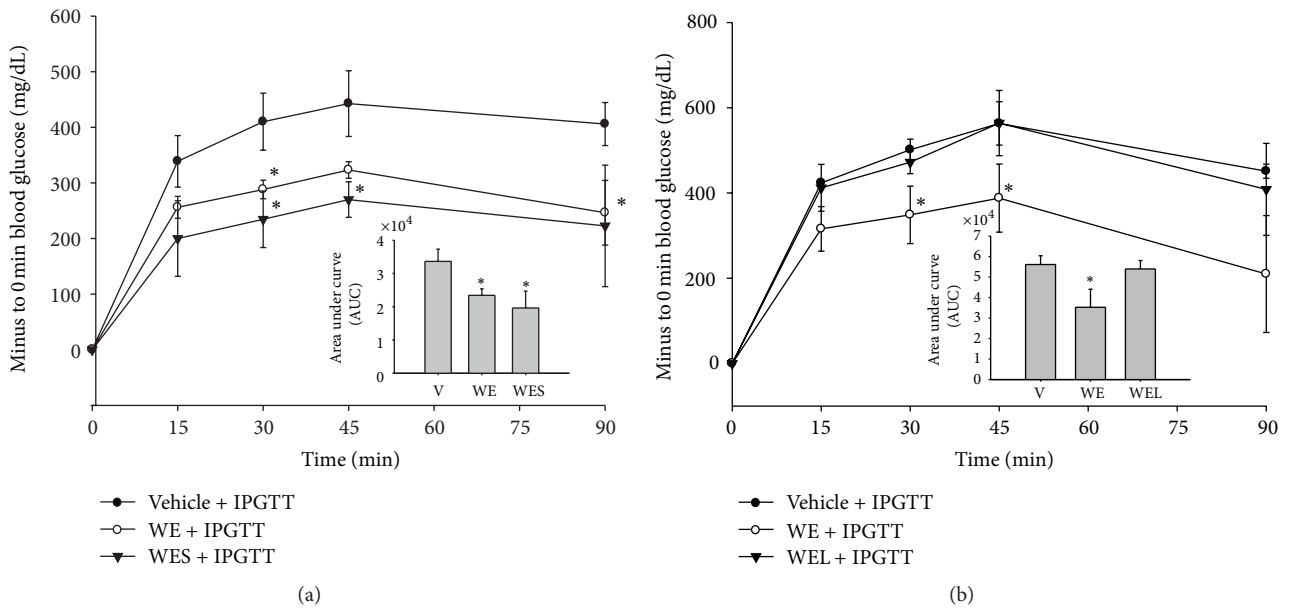 600
500
400
300
200
100
0
Minus to 0 min blood glucose (mg/dL)
*
*
*
*
×10⁴
4
3
2
1
0
Area under curve
(AUC)
*
*
V WE WES
0 15 30 45 60 75 90
Time (min)
Vehicle + IPGTT
WE + IPGTT
WES + IPGTT
(a)
800
600
400
200
0
Minus to 0 min blood glucose (mg/dL)
*
*
×10⁴
7
6
5
4
3
2
1
0
Area under curve
(AUC)
*
V WE WEL
0 15 30 45 60 75 90
Time (min)
Vehicle + IPGTT
WE + IPGTT
WEL + IPGTT
(b)